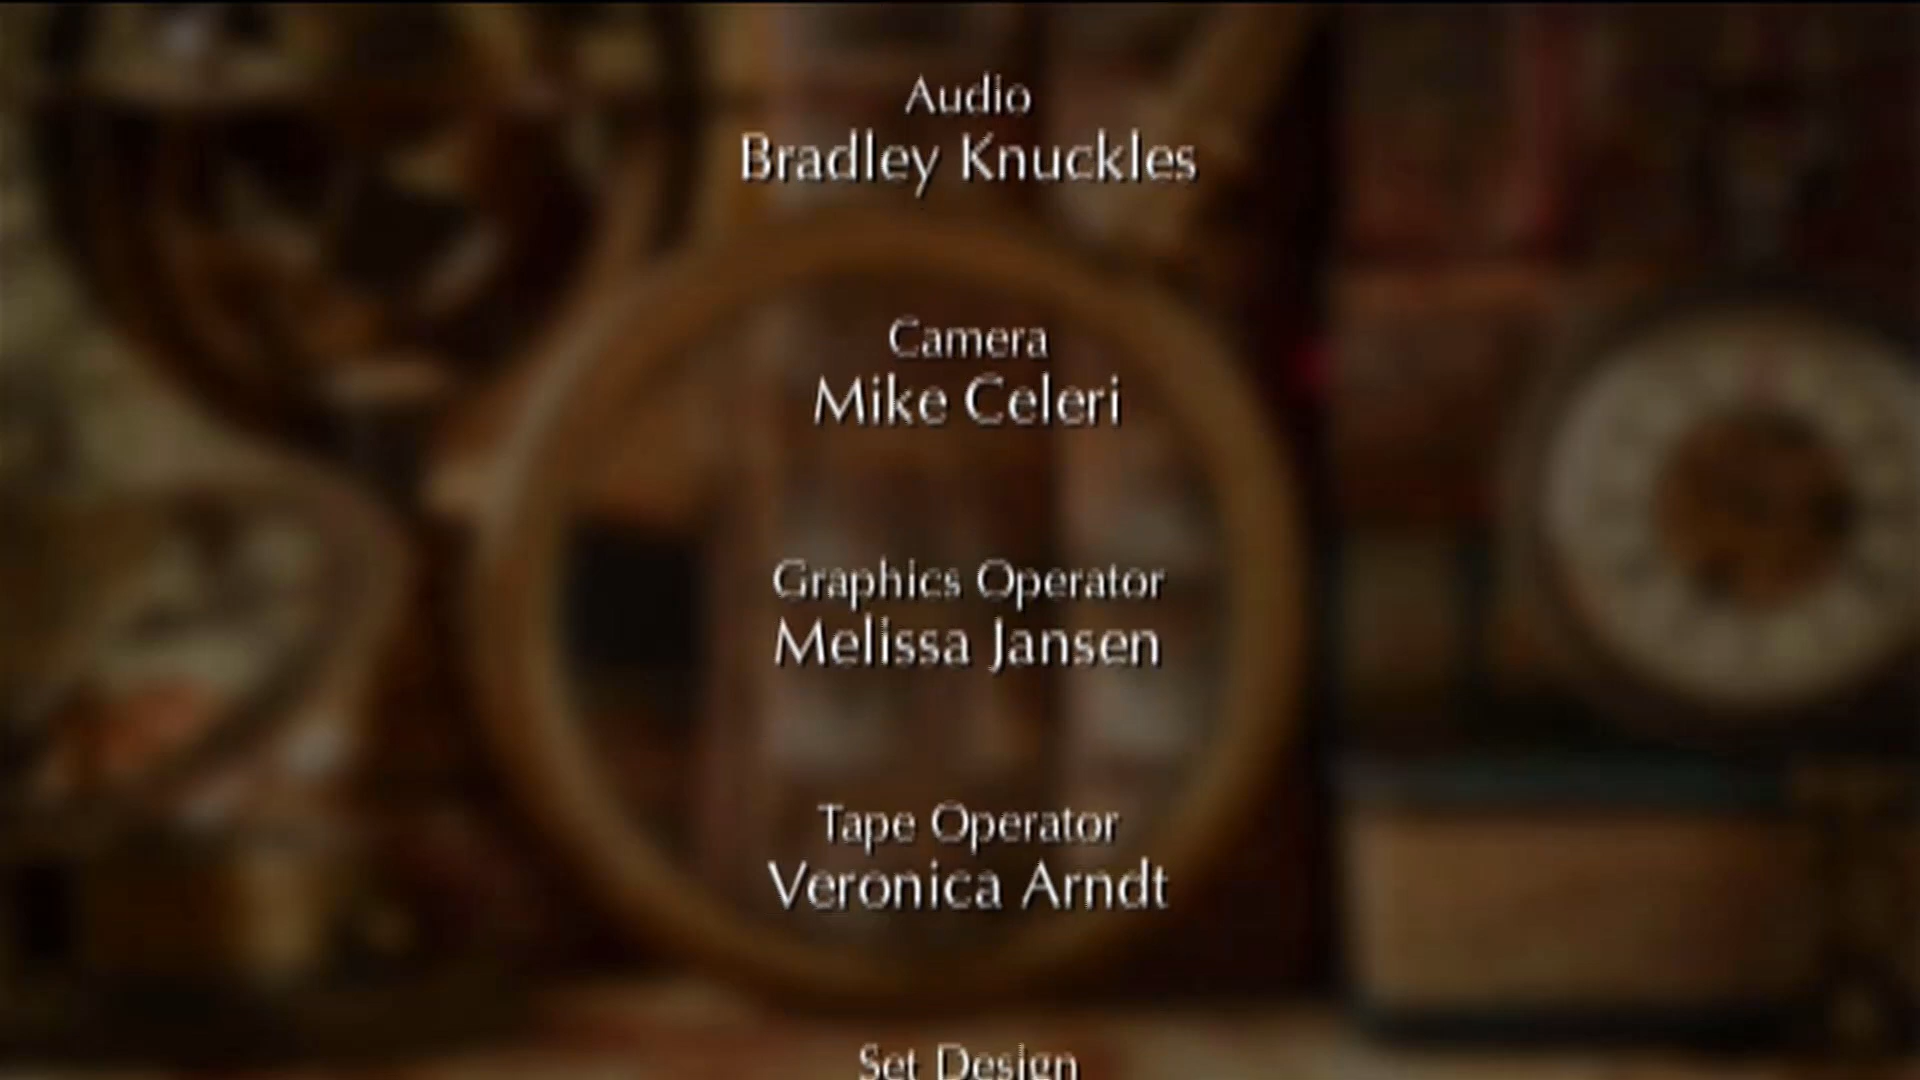 Audio
Bradley Knuckles
Camera
Mike Celeri
Graphics Operator
Melissa Jansen
Tape Operator
Veronica Arndt
Set Design